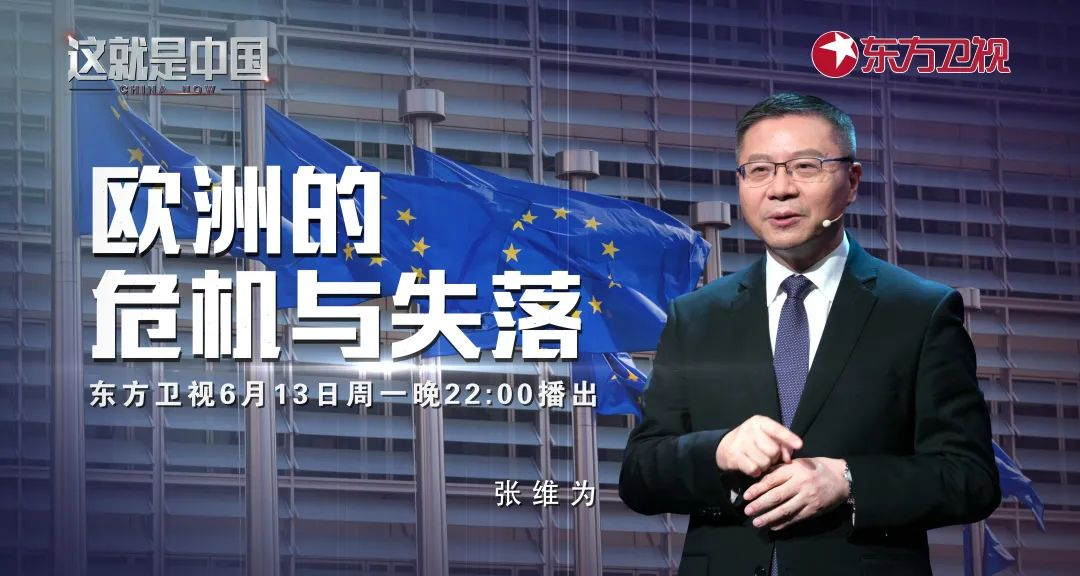 这就是中国
CHINA NOW
东方卫视
欧洲的
危机与失落
东方卫视6月13日周一晚22:00播出
张维为